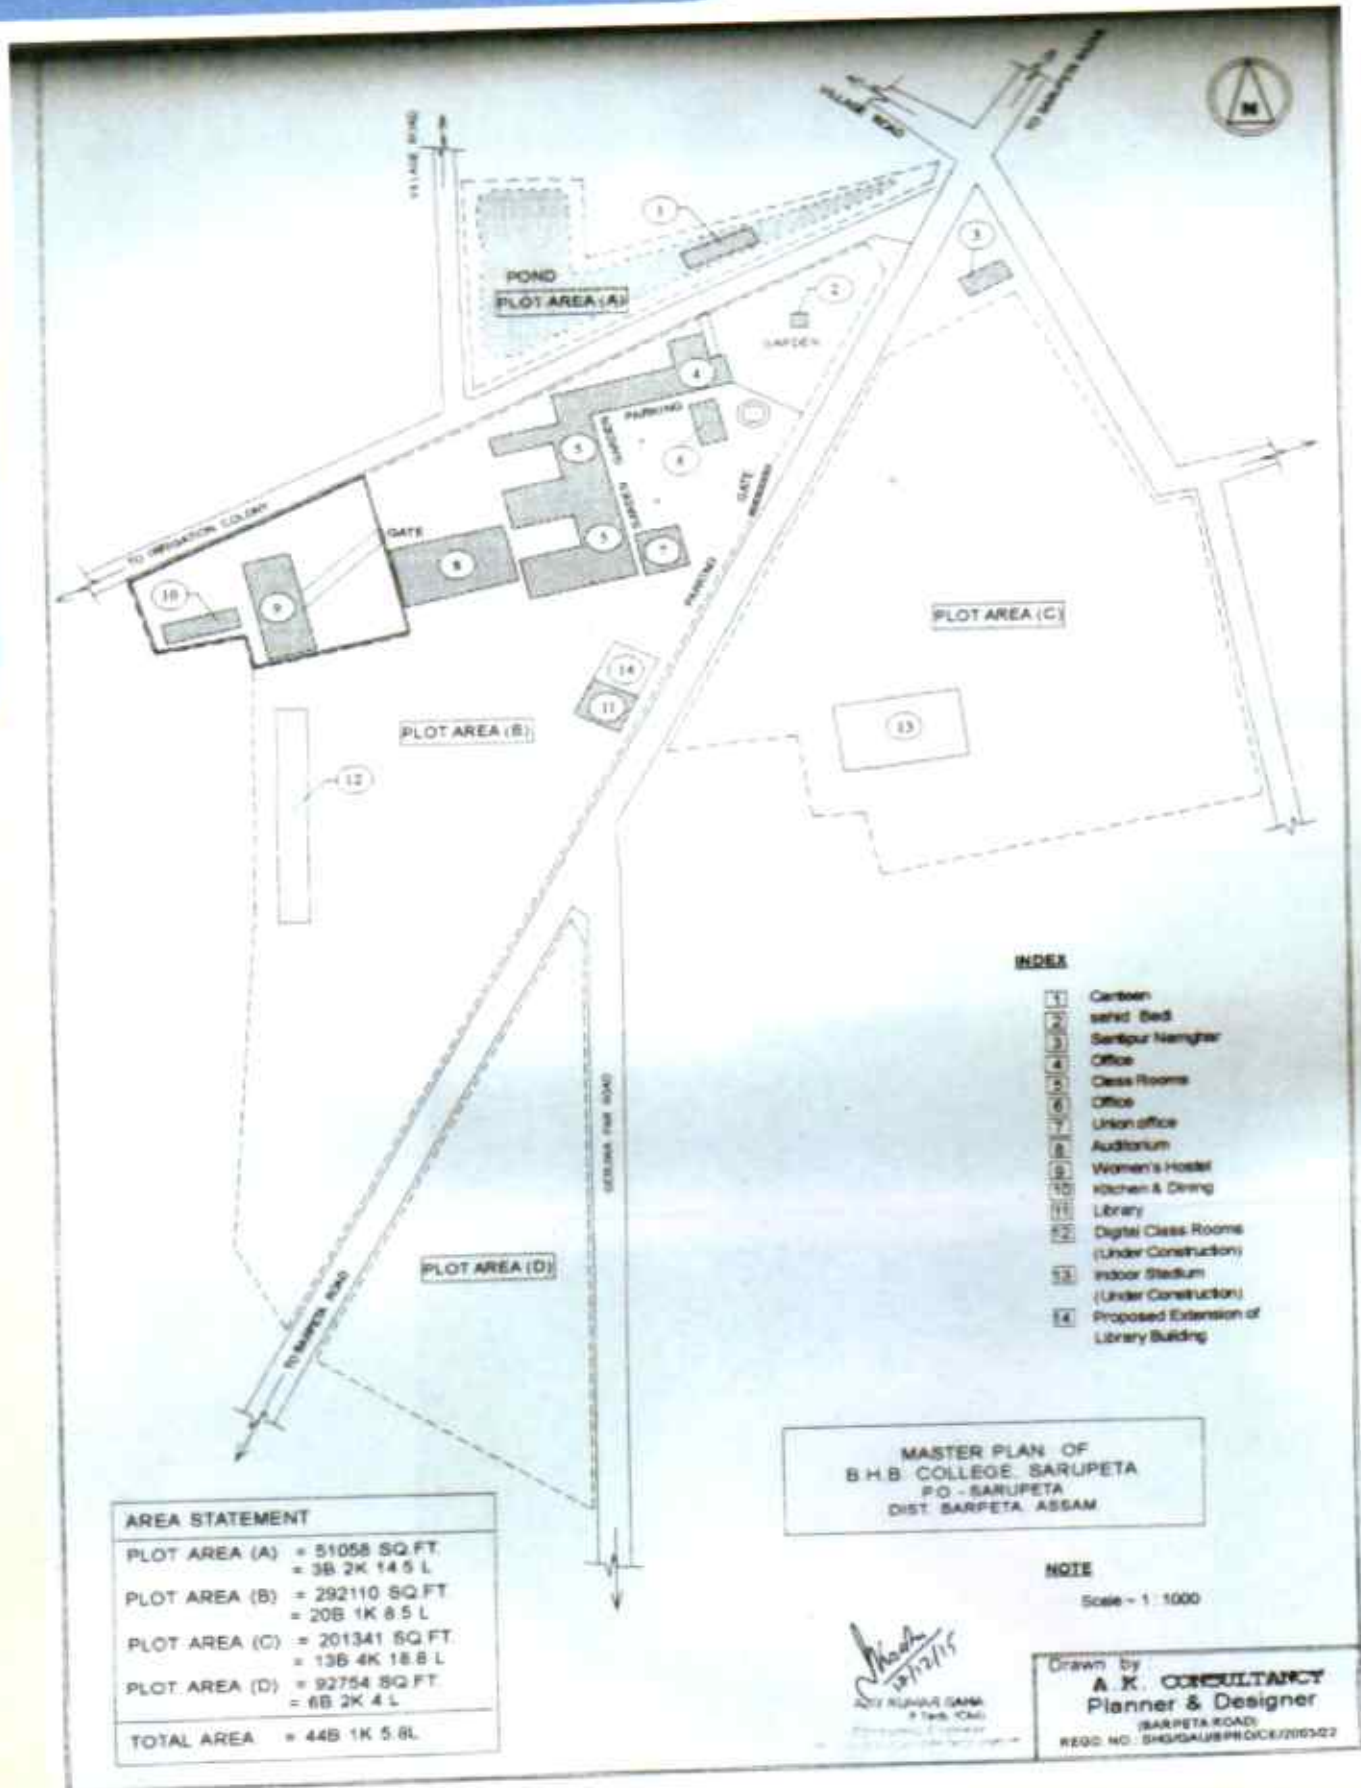 N
VILLAGE ROAD
VILLAGE ROAD
TO SARUPETA
1
POND
PLOT AREA (A)
2
3
GARDEN
4
PARKING
GARDEN
5
6
GATE
GARDEN
TO IRRIGATION COLONY
GATE
8
5
7
PARKING
10
9
PLOT AREA (C)
14
11
PLOT AREA (B)
13
12
INDEX
1 Canteen
2 sahid Bedi
3 Santipur Namghar
4 Office
5 Class Rooms
6 Office
7 Union office
8 Auditorium
9 Women's Hostel
10 Kitchen & Dining
11 Library
12 Digital Class Rooms
(Under Construction)
13 Indoor Stadium
(Under Construction)
14 Proposed Extension of
Library Building
ROAD
PLOT AREA (D)
TO BARPETA ROAD
MASTER PLAN OF
B.H.B. COLLEGE, SARUPETA
P.O - SARUPETA
DIST. BARPETA, ASSAM
AREA STATEMENT
PLOT AREA (A) = 51058 SQ.FT.
= 3B 2K 14.5 L
PLOT AREA (B) = 292110 SQ.FT.
= 20B 1K 8.5 L
PLOT AREA (C) = 201341 SQ.FT.
= 13B 4K 18.8 L
PLOT AREA (D) = 92754 SQ.FT.
= 6B 2K 4 L
TOTAL AREA = 44B 1K 5.8L
NOTE
Scale - 1 : 1000
Drawn by
A. K. CONSULTANCY
Planner & Designer
(BARPETA ROAD)
REGD. NO.